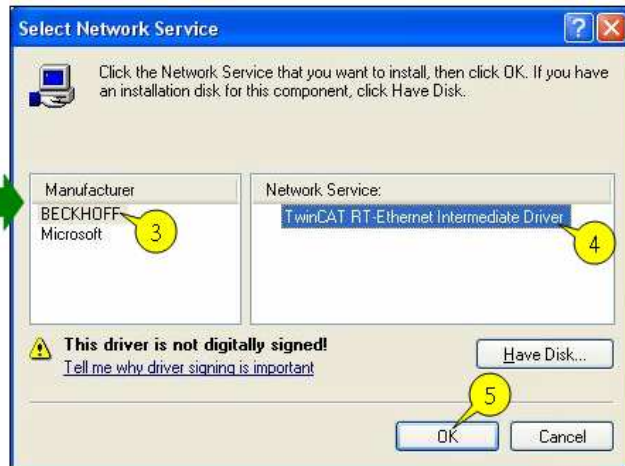 Select Network Service
Click the Network Service that you want to install, then click OK. If you have
an installation disk for this component, click Have Disk.
Manufacturer
BECKHOFF
Microsoft
3
Network Service:
TwinCAT RT-Ethernet Intermediate Driver
4
This driver is not digitally signed!
Tell me why driver signing is important
Have Disk...
5
OK
Cancel